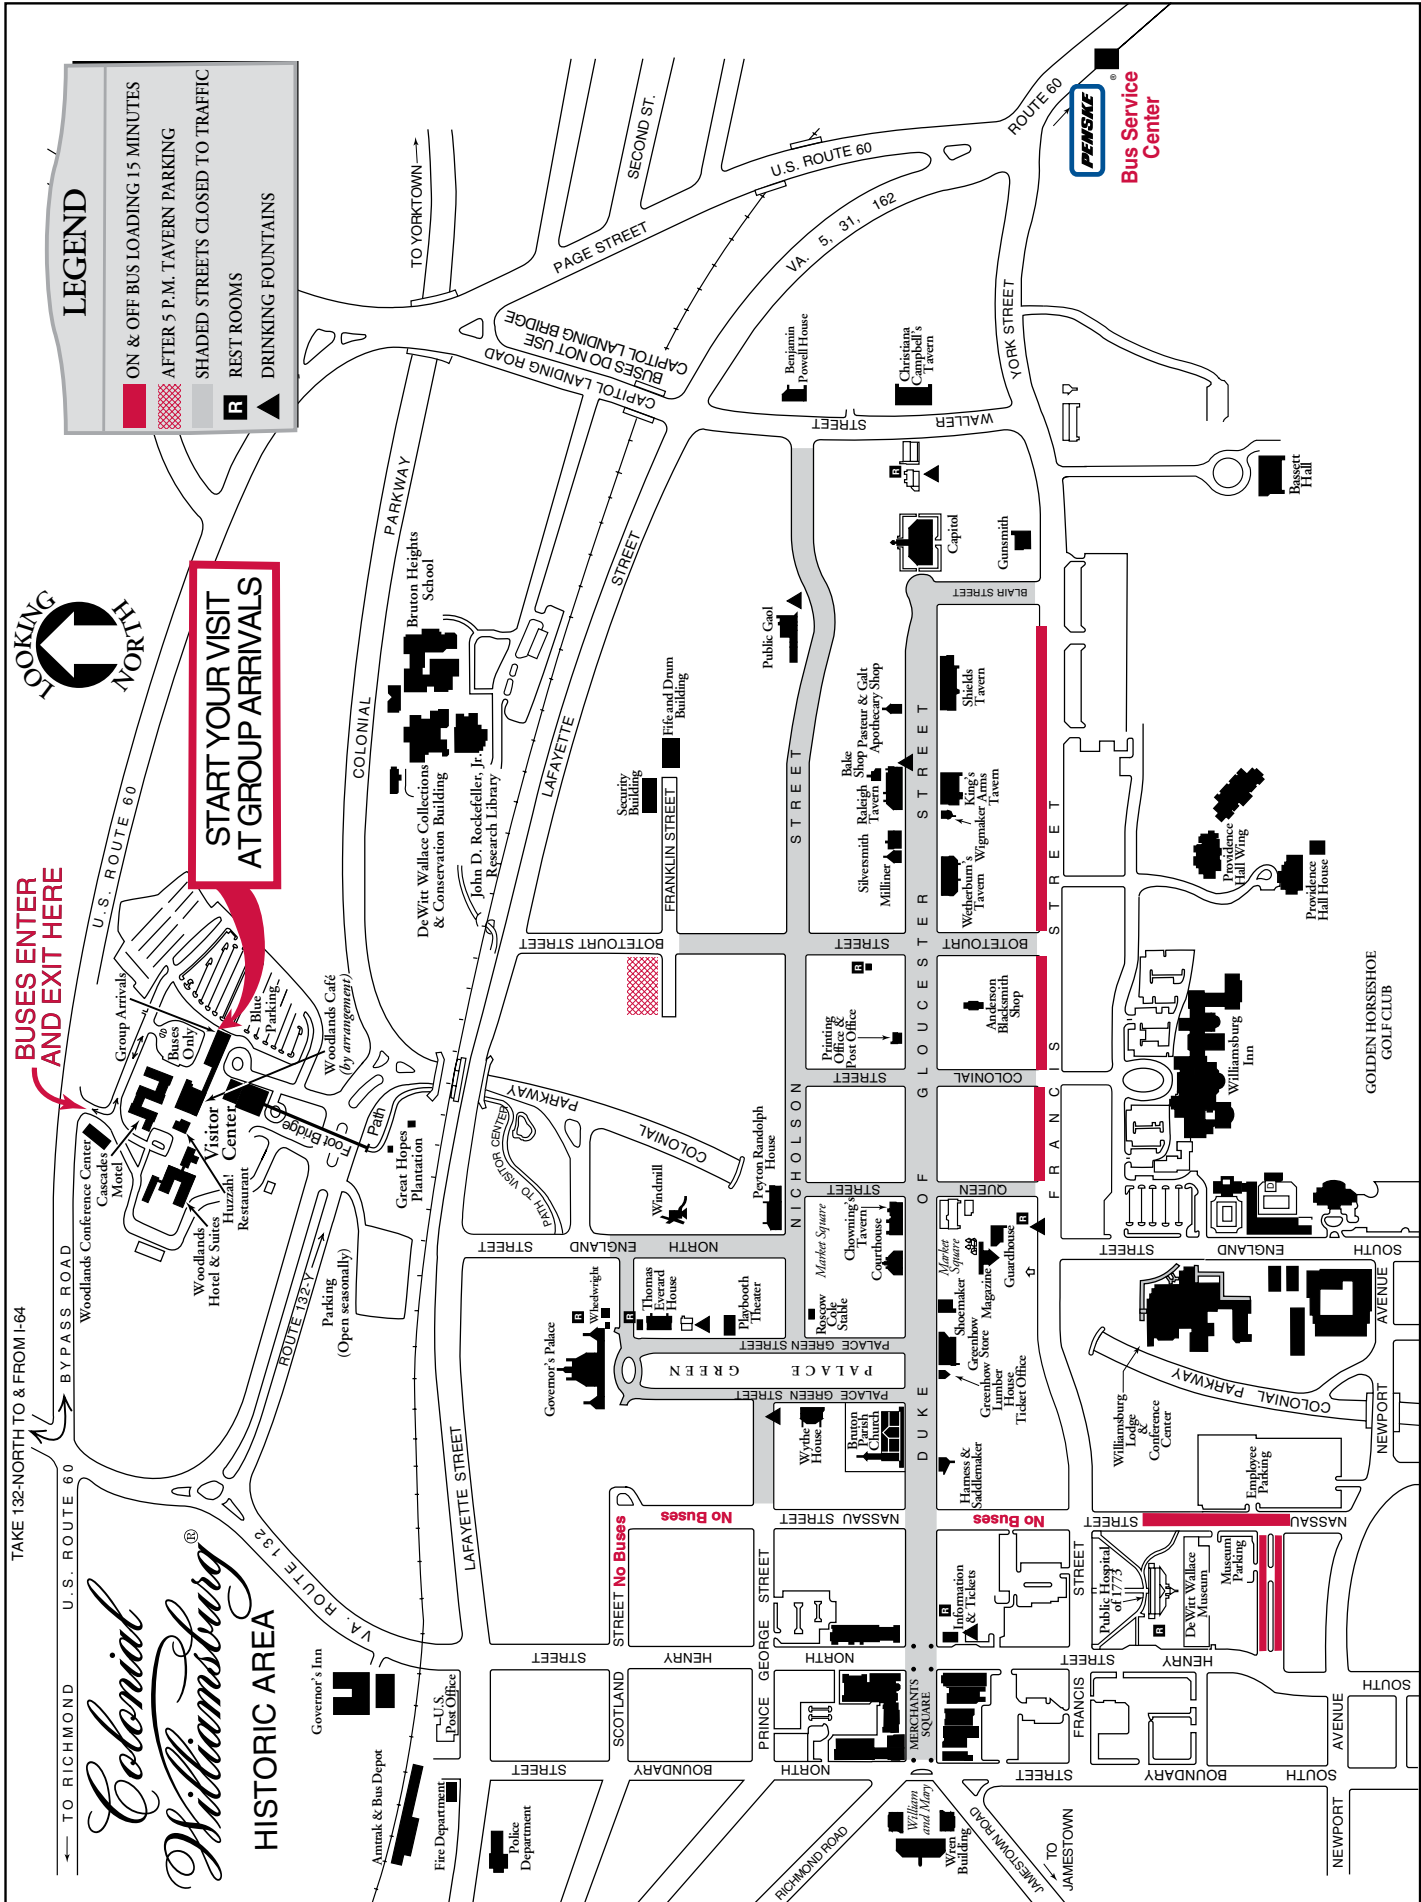 TAKE 132-NORTH TO & FROM I-64
TO RICHMOND
U.S. ROUTE 60
BYPASS ROAD
BUSES ENTER
AND EXIT HERE
U.S. ROUTE 60
LOOKING
NORTH
START YOUR VISIT
AT GROUP ARRIVALS
LEGEND
ON & OFF BUS LOADING 15 MINUTES
AFTER 5 P.M. TAVERN PARKING
SHADED STREETS CLOSED TO TRAFFIC
R REST ROOMS
DRINKING FOUNTAINS
Colonial
Williamsburg®
HISTORIC AREA
VA. ROUTE 132
ROUTE 132-Y
Woodlands Conference Center
Cascades
Motel
Group Arrivals
Buses
Only
Blue
Parking
Woodlands Café
(by arrangement)
Visitor
Center
Huzzah!
Restaurant
Woodlands
Hotel & Suites
Foot Bridge
Path
Parking
(Open seasonally)
Great Hopes
Plantation
PATH TO VISITOR CENTER
COLONIAL
PARKWAY
COLONIAL
PARKWAY
TO YORKTOWN
DeWitt Wallace Collections
& Conservation Building
Bruton Heights
School
John D. Rockefeller, Jr.
Research Library
CAPITOL LANDING ROAD
BUSES DO NOT USE
CAPITOL LANDING BRIDGE
PAGE STREET
SECOND ST.
U.S. ROUTE 60
VA. 5, 31, 162
ROUTE 60
PENSKE
®
Bus Service
Center
Governor's Inn
Amtrak & Bus Depot
U.S.
Post Office
Fire Department
Police
Department
LAFAYETTE STREET
LAFAYETTE
STREET
Security
Building
Fife and Drum
Building
FRANKLIN STREET
BOTETOURT STREET
Windmill
Wheelwright
R
R
Governor's Palace
Thomas
Everard
House
Playbooth
Theater
Peyton Randolph
House
NORTH
ENGLAND
STREET
SCOTLAND
STREET
No Buses
No Buses
PRINCE
GEORGE
STREET
NORTH
HENRY
STREET
NORTH
BOUNDARY
STREET
NASSAU STREET
PALACE GREEN STREET
PALACE
GREEN
PALACE GREEN STREET
Wythe
House
Bruton
Parish
Church
Roscow
Cole
Stable
Market Square
Chowning's
Tavern
Courthouse
NICHOLSON
STREET
QUEEN
STREET
COLONIAL
STREET
BOTETOURT
STREET
Printing
Office &
Post Office
R
Silversmith
Milliner
Raleigh
Tavern
Bake
Shop
Pasteur & Galt
Apothecary Shop
Public Gaol
Benjamin
Powell House
Christiana
Campbell's
Tavern
WALLER
STREET
R
Capitol
Gunsmith
BLAIR STREET
YORK STREET
DUKE
OF
GLOUCESTER
STREET
MERCHANTS
SQUARE
William
and Mary
Wren
Building
RICHMOND ROAD
JAMESTOWN ROAD
TO
JAMESTOWN
R
Information
& Tickets
No Buses
Harness &
Saddlemaker
Greenhow
Lumber
House
Ticket Office
Greenhow
Store
Shoemaker
Market
Square
Magazine
Guardhouse
R
Anderson
Blacksmith
Shop
Wetherburn's
Tavern
Wigmaker
King's
Arms
Tavern
Shields
Tavern
FRANCIS
STREET
FRANCIS
STREET
Public Hospital
of 1773
R
DeWitt Wallace
Museum
Museum
Parking
NASSAU
STREET
Employee
Parking
Williamsburg
Lodge
&
Conference
Center
COLONIAL PARKWAY
SOUTH
ENGLAND
STREET
SOUTH
HENRY
STREET
SOUTH
BOUNDARY
STREET
NEWPORT
AVENUE
NEWPORT
AVENUE
Williamsburg
Inn
Providence
Hall Wing
Providence
Hall House
GOLDEN HORSESHOE
GOLF CLUB
Bassett
Hall